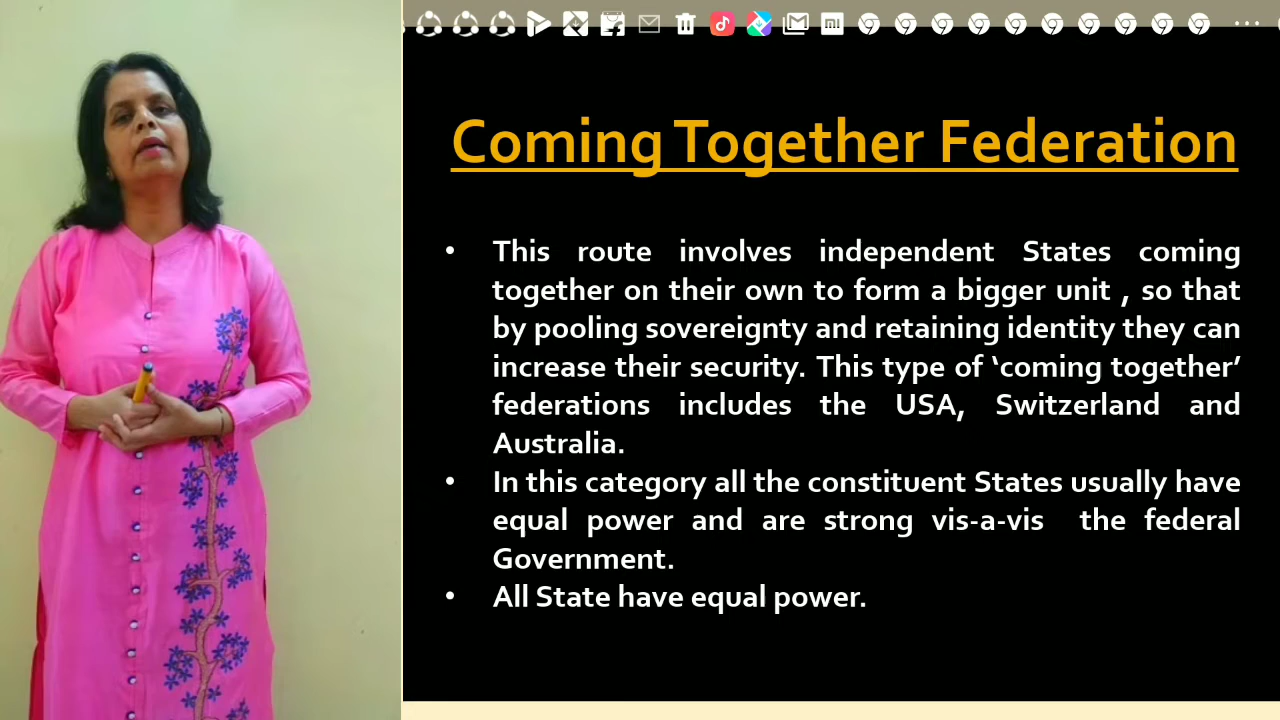 Coming Together Federation
• This route involves independent States coming
together on their own to form a bigger unit , so that
by pooling sovereignty and retaining identity they can
increase their security. This type of ‘coming together’
federations includes the USA, Switzerland and
Australia.
• In this category all the constituent States usually have
equal power and are strong vis-a-vis the federal
Government.
• All State have equal power.